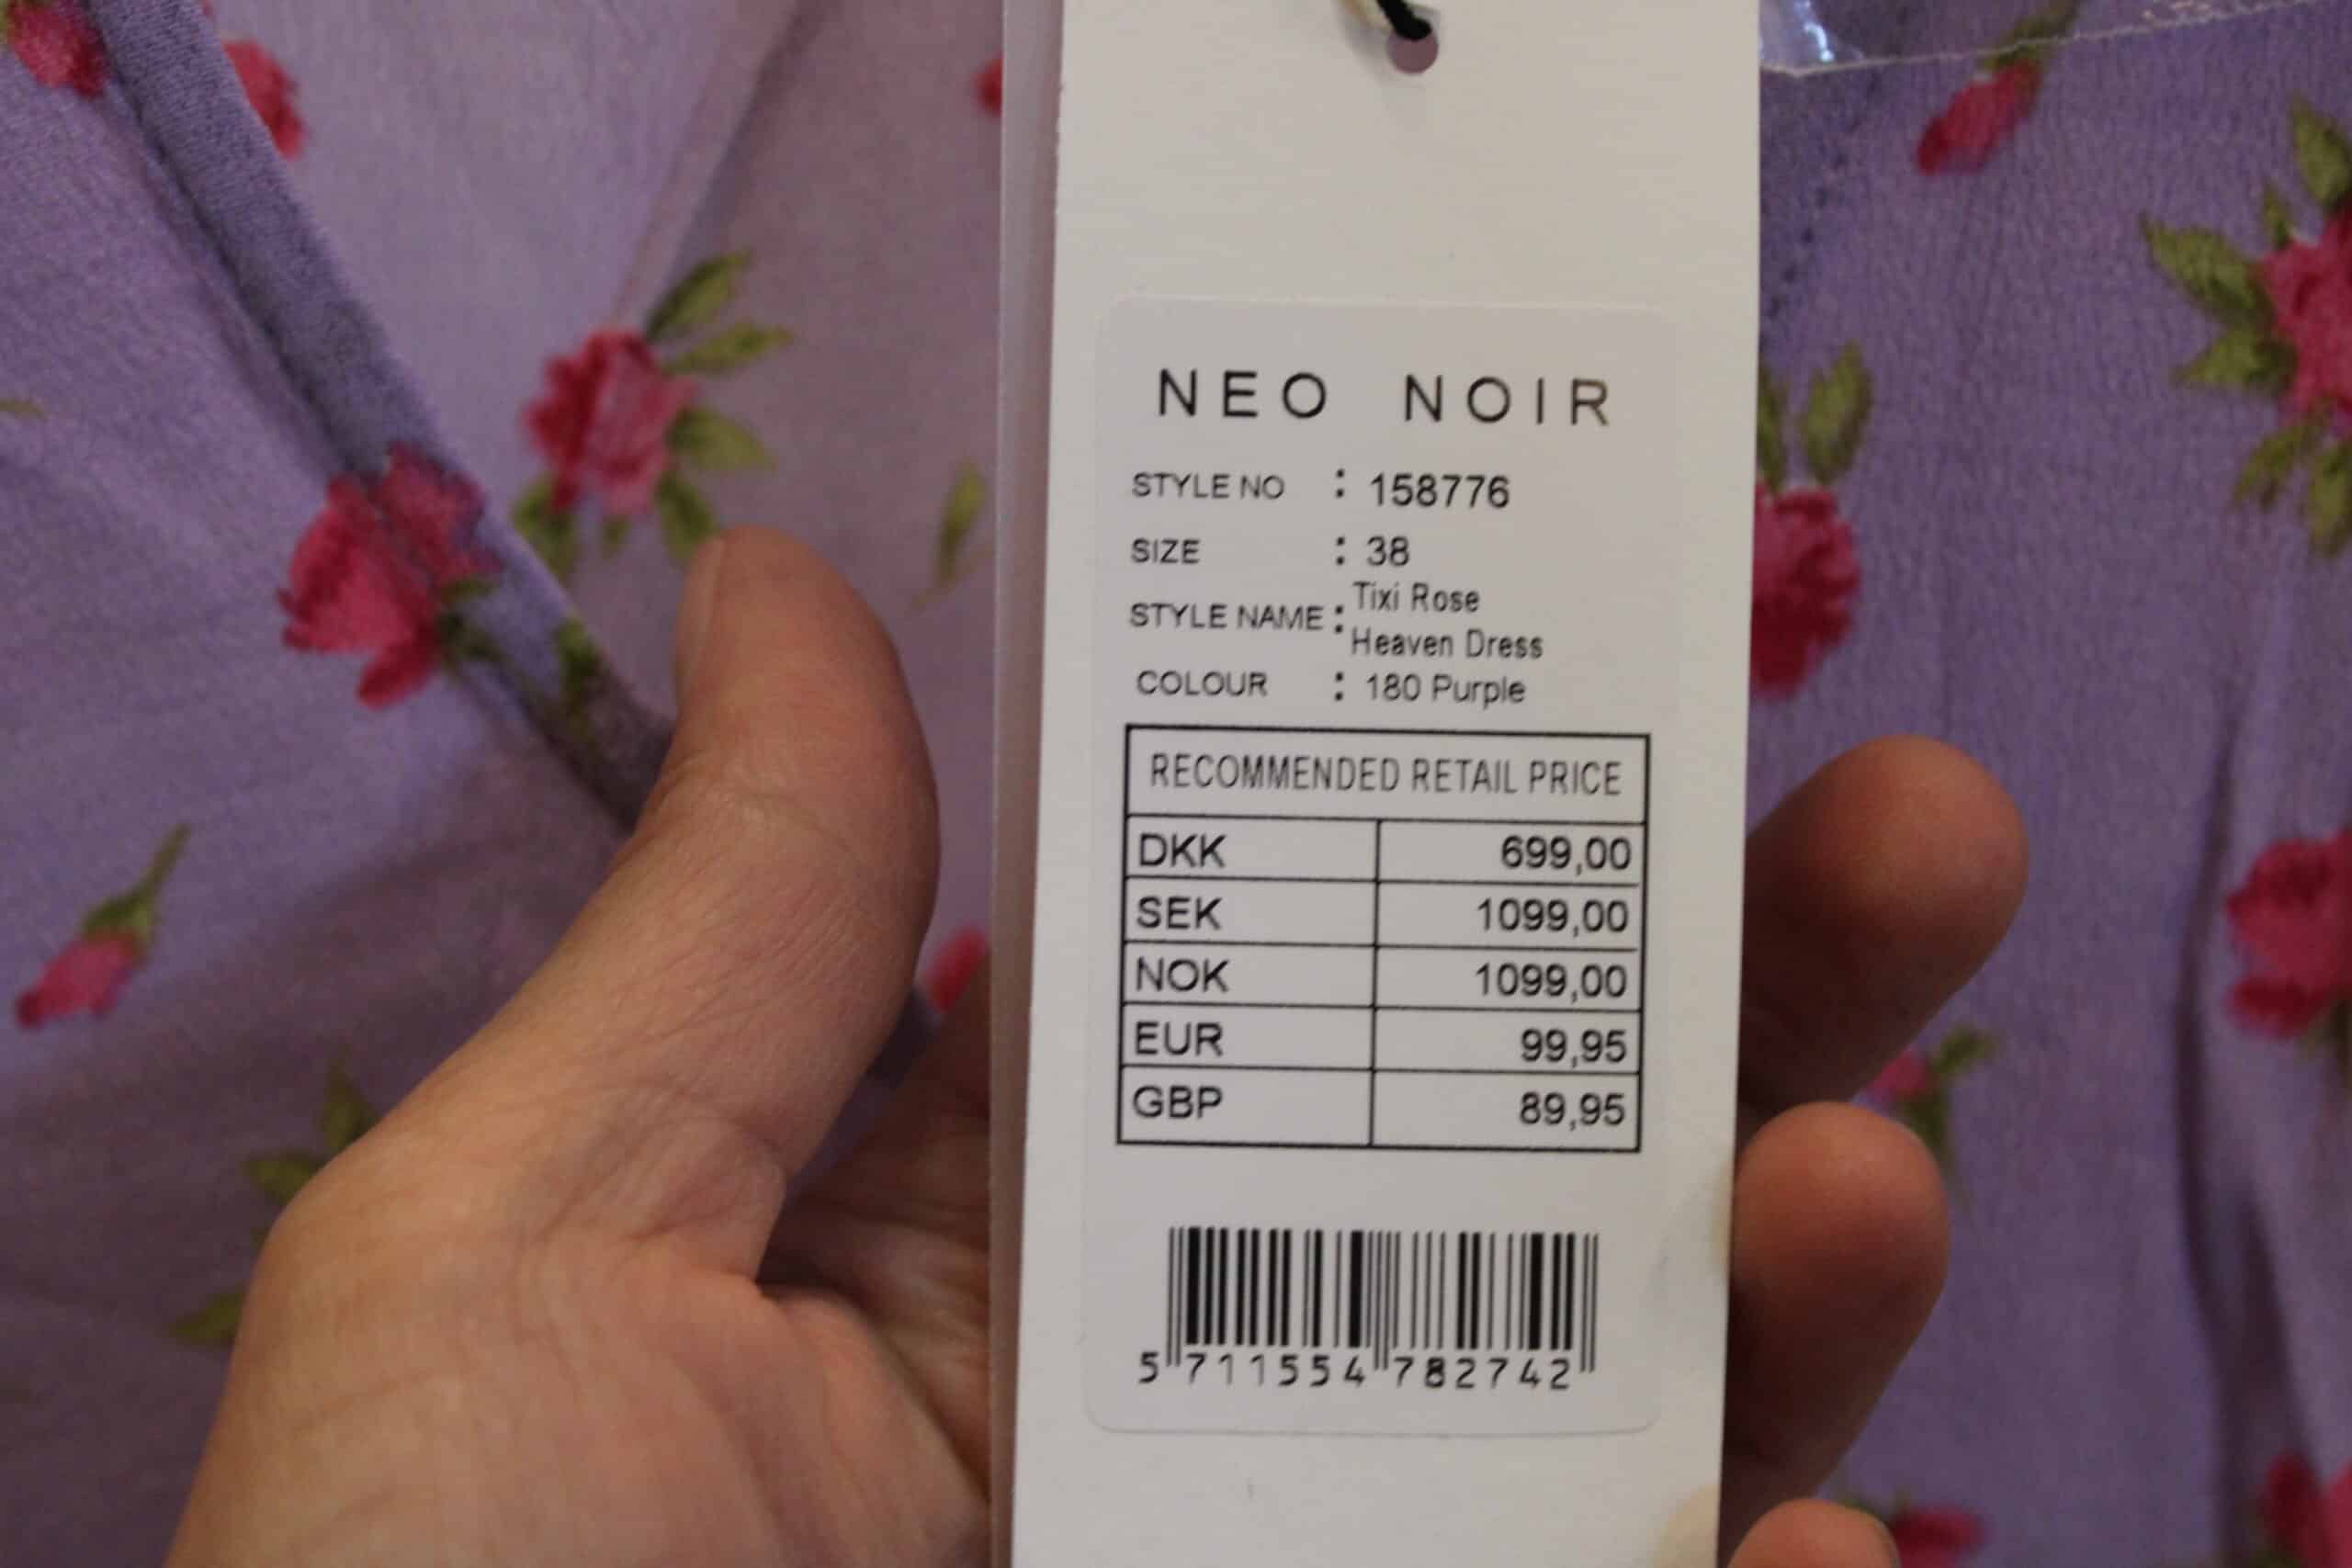 NEO NOIR
STYLE NO : 158776
SIZE : 38
STYLE NAME : Tixi Rose
Heaven Dress
COLOUR : 180 Purple
RECOMMENDED RETAIL PRICE
DKK 699,00
SEK 1099,00
NOK 1099,00
EUR 99,95
GBP 89,95
5 711554 782742